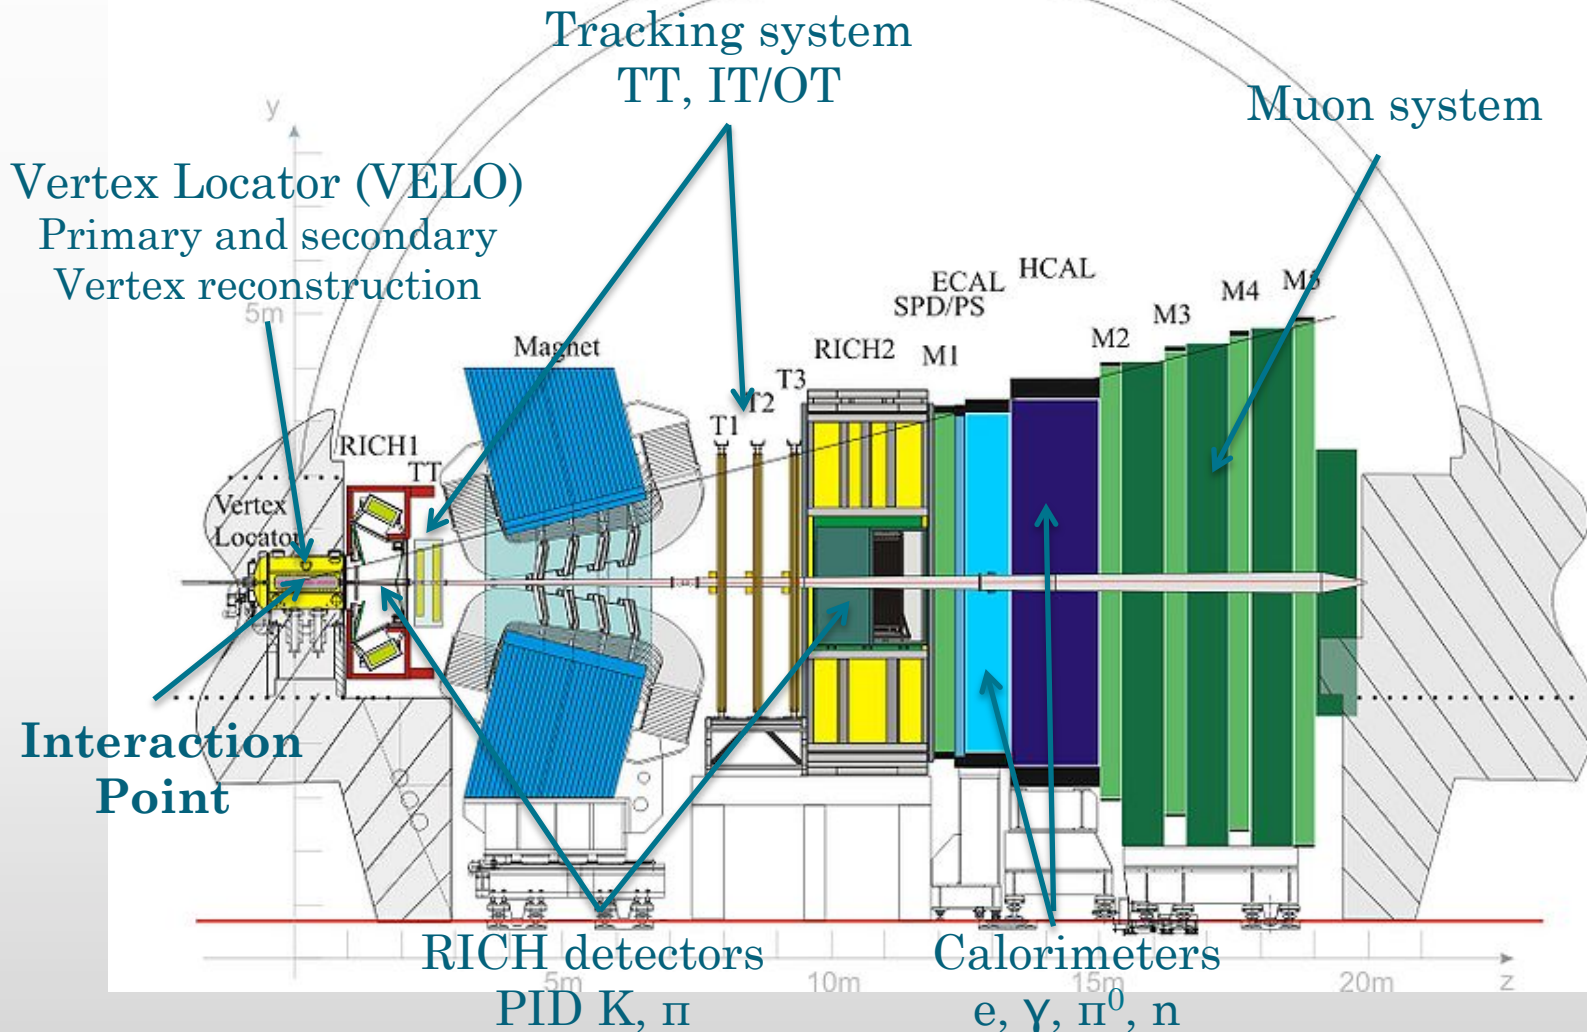 Tracking system
TT, IT/OT
Muon system
y
Vertex Locator (VELO)
Primary and secondary
Vertex reconstruction
5m
HCAL
ECAL
SPD/PS
M5
M4
M3
M2
M1
RICH2
Magnet
T3
T2
T1
RICH1
TT
Vertex
Locator
Interaction
Point
RICH detectors
PID K, π
Calorimeters
e, γ, π⁰, n
5m
10m
15m
20m
z